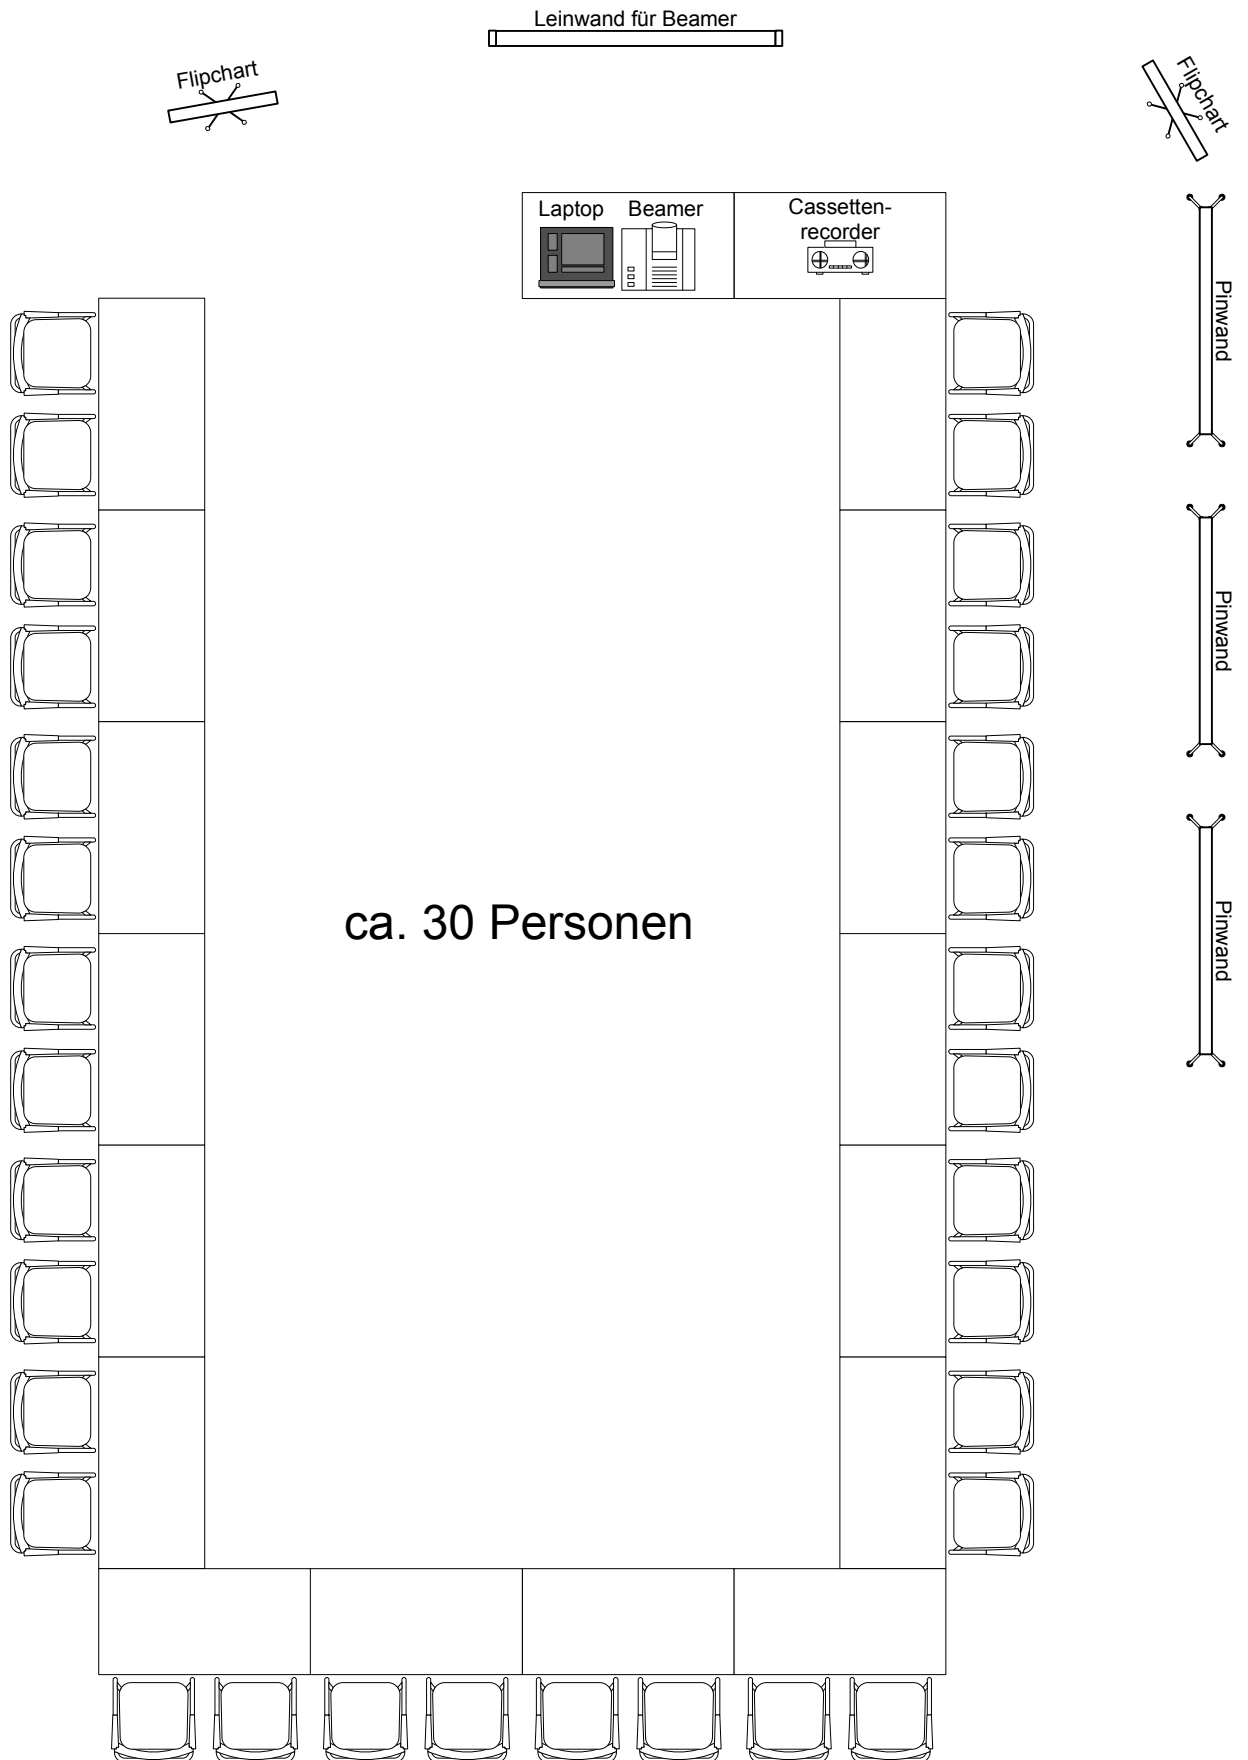 Leinwand für Beamer
Flipchart
Flipchart
Laptop
Beamer
Cassetten-
recorder
Pinwand
Pinwand
ca. 30 Personen
Pinwand